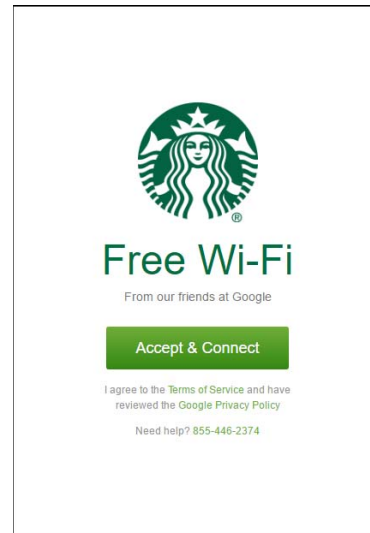 ®
Free Wi-Fi
From our friends at Google
Accept & Connect
I agree to the Terms of Service and have
reviewed the Google Privacy Policy
Need help? 855-446-2374